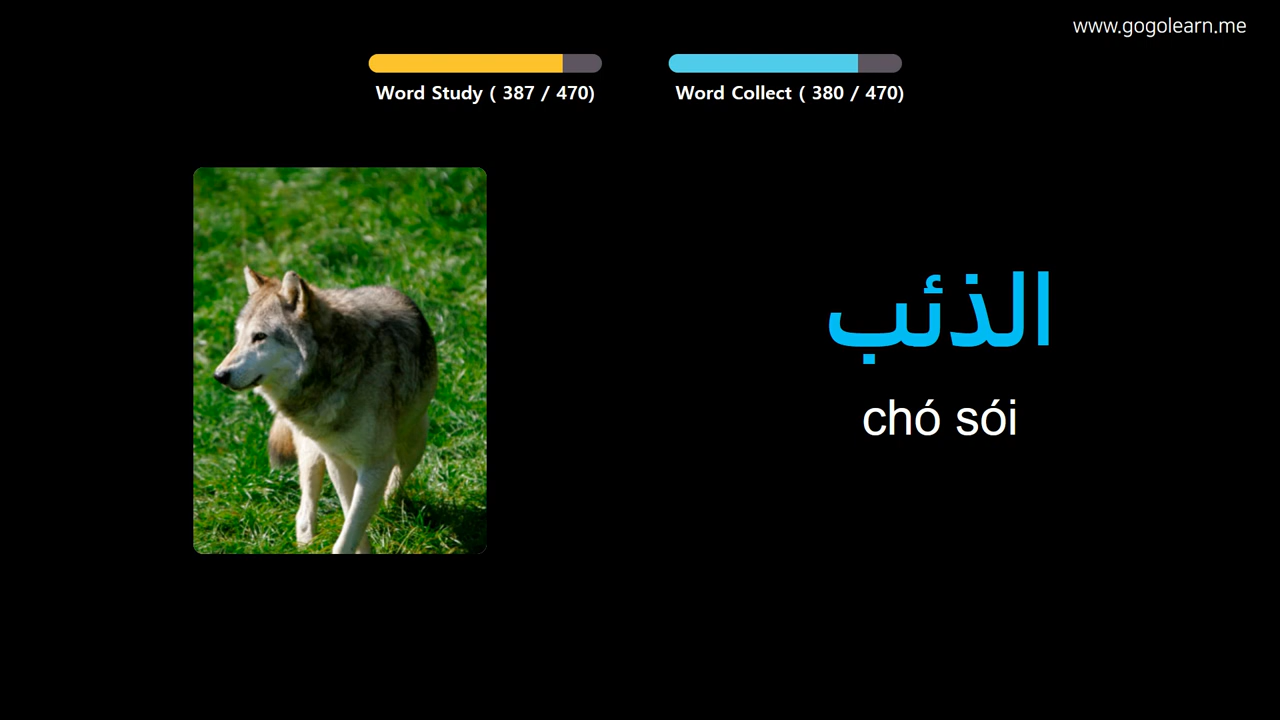 www.gogolearn.me
Word Study ( 387 / 470)
Word Collect ( 380 / 470)
الذئب
chó sói